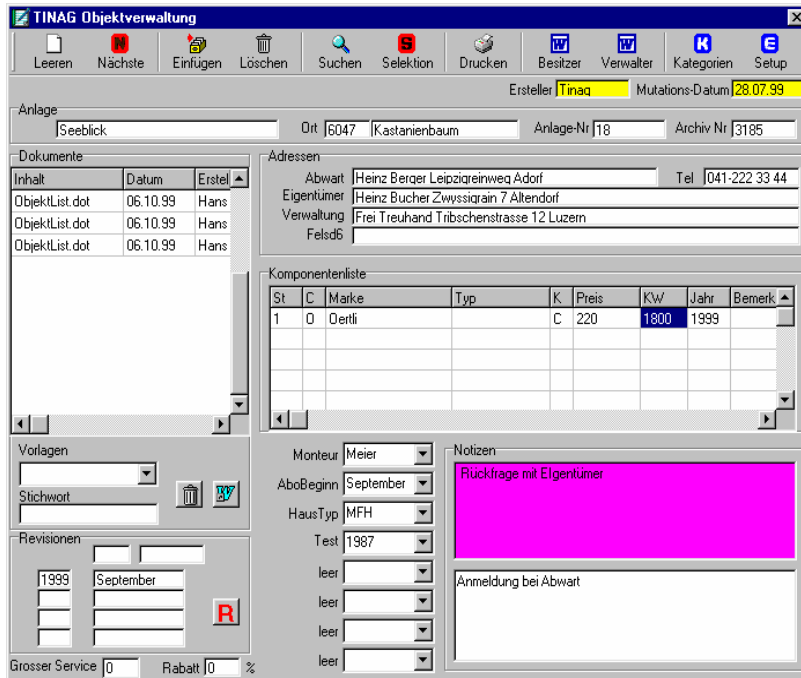 TINAG Objektverwaltung
Leeren Nächste Einfügen Löschen Suchen Selektion Drucken Besitzer Verwalter Kategorien Setup
Ersteller Tinag Mutations-Datum 28.07.99
Anlage
Seeblick Ort 6047 Kastanienbaum Anlage-Nr 18 Archiv Nr 3185
Dokumente
Inhalt Datum Erstel
ObjektList.dot 06.10.99 Hans
ObjektList.dot 06.10.99 Hans
ObjektList.dot 06.10.99 Hans
Adressen
Abwart Heinz Berger Leipzigreinweg Adorf Tel 041-222 33 44
Eigentümer Heinz Bucher Zwyssigrain 7 Altendorf
Verwaltung Frei Treuhand Tribschenstrasse 12 Luzern
Felsd6
Komponentenliste
St C Marke Typ K Preis KW Jahr Bemerk
1 O Oertli C 220 1800 1999
Vorlagen
Stichwort
Revisionen
1999 September
R
Grosser Service 0 Rabatt 0 %
Monteur Meier
AboBeginn September
HausTyp MFH
Test 1987
leer
leer
leer
leer
Notizen
Rückfrage mit EIgentümer
Anmeldung bei Abwart